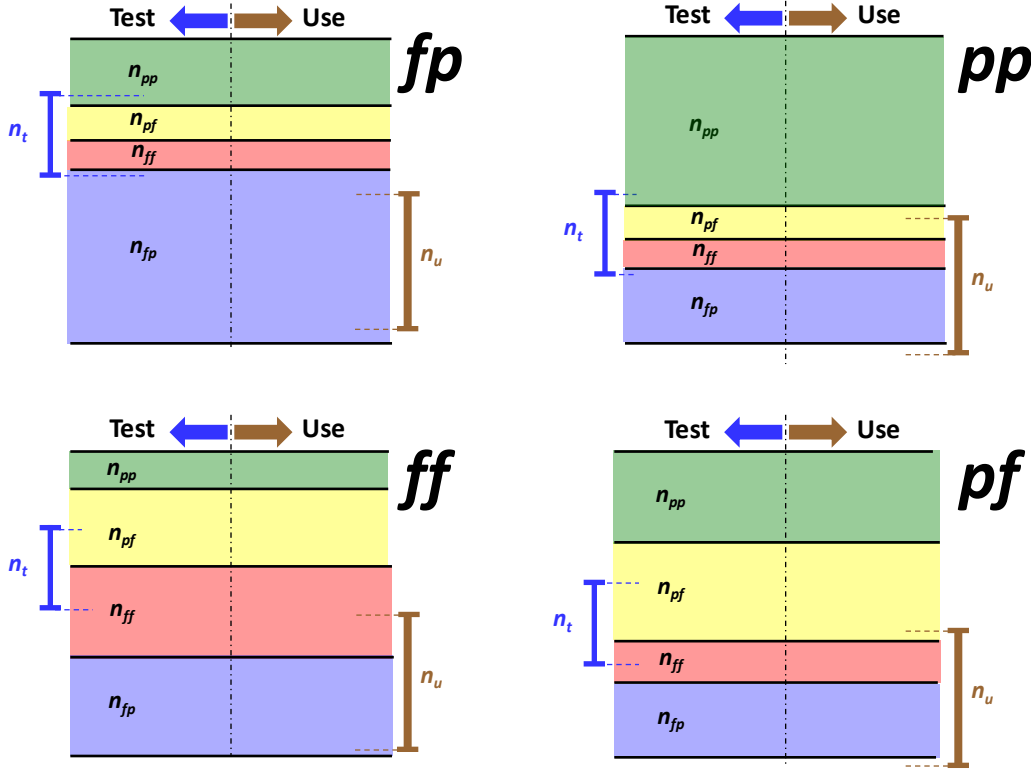 Test Use
fp
n_pp
n_t
n_pf
n_ff
n_fp
n_u
Test Use
pp
n_pp
n_t
n_pf
n_ff
n_fp
n_u
Test Use
ff
n_pp
n_pf
n_t
n_ff
n_u
n_fp
Test Use
pf
n_pp
n_pf
n_t
n_ff
n_u
n_fp